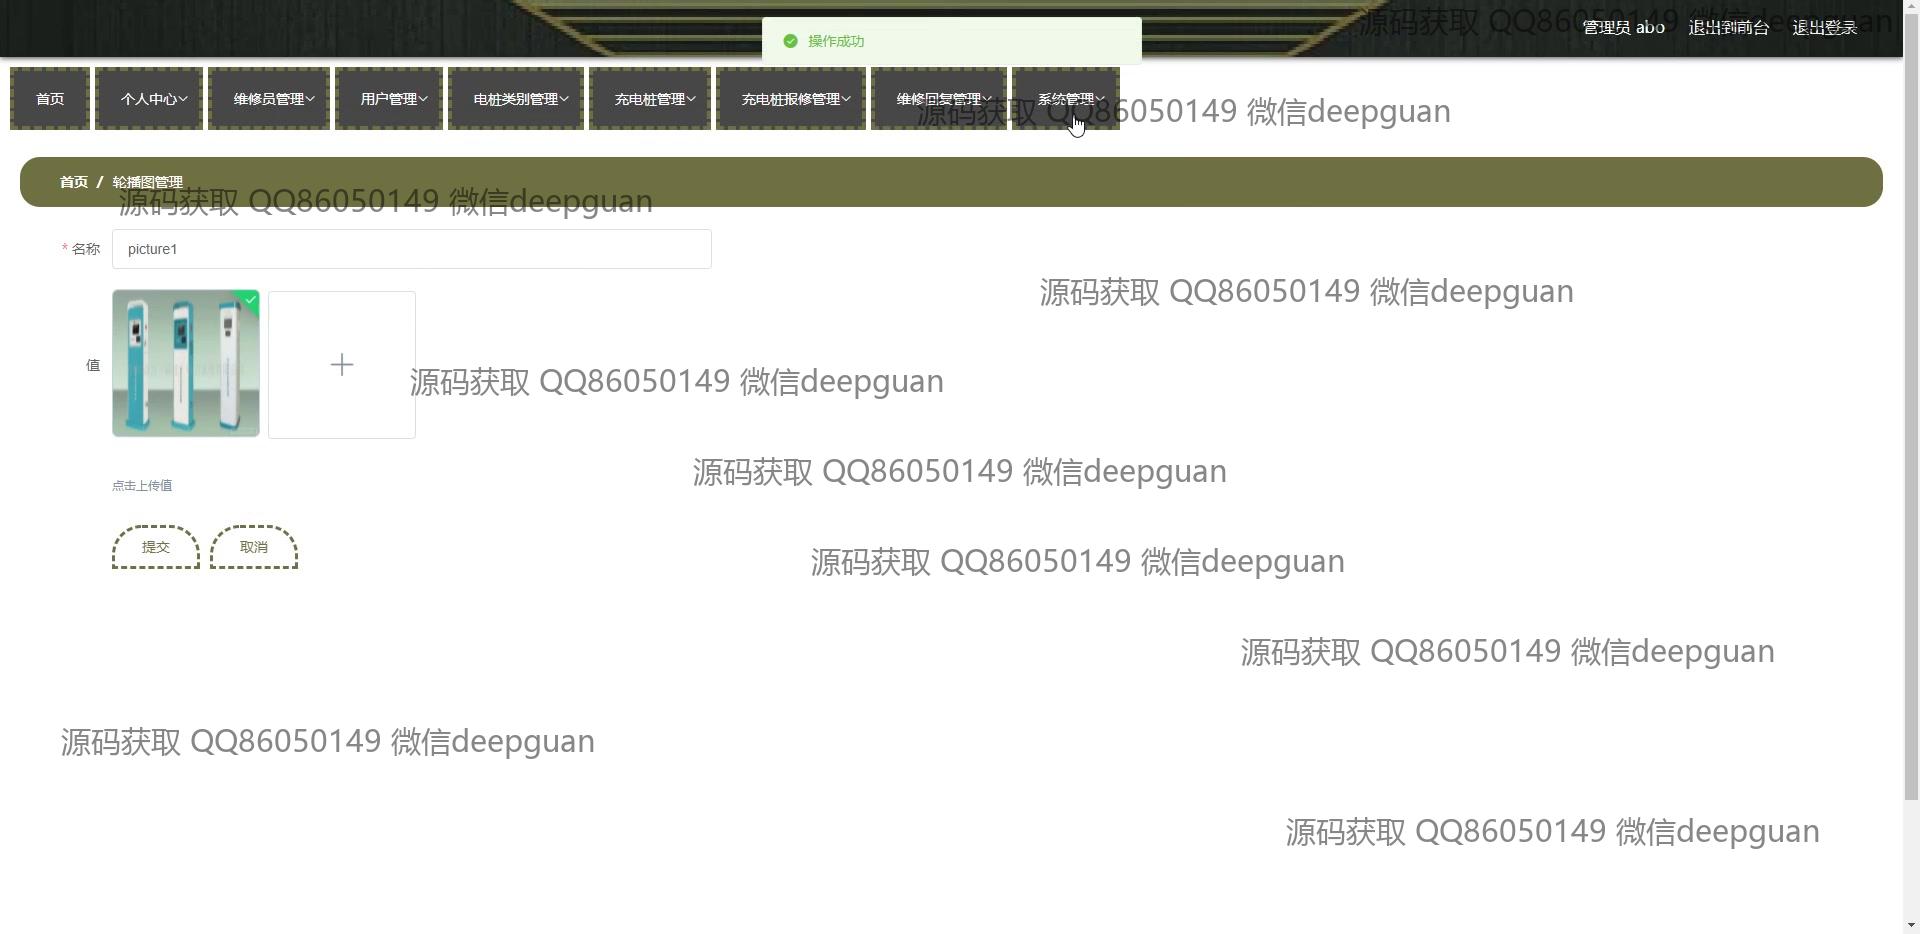 源码获取 QQ86050149 微信deepguan
管理员 abo 退出到前台 退出登录
操作成功
首页 个人中心 维修员管理 用户管理 电桩类别管理 充电桩管理 充电桩报修管理 维修回复管理 系统管理
源码获取 QQ86050149 微信deepguan
首页 / 轮播图管理
源码获取 QQ86050149 微信deepguan
* 名称 picture1
源码获取 QQ86050149 微信deepguan
值
源码获取 QQ86050149 微信deepguan
源码获取 QQ86050149 微信deepguan
点击上传值
提交 取消
源码获取 QQ86050149 微信deepguan
源码获取 QQ86050149 微信deepguan
源码获取 QQ86050149 微信deepguan
源码获取 QQ86050149 微信deepguan